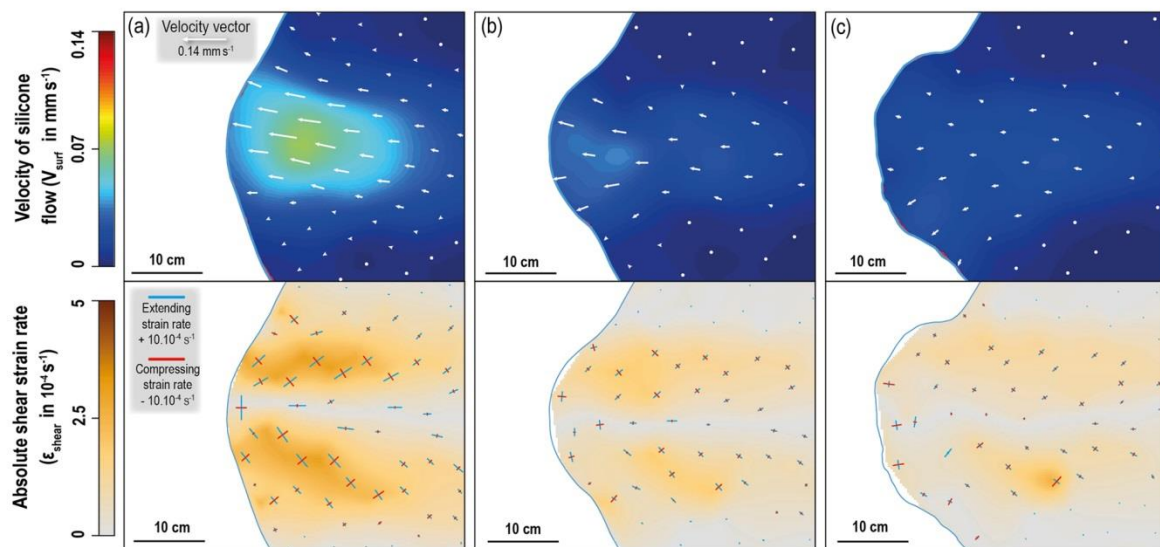 Velocity of silicone
flow (V_surf in mm s⁻¹)
0.14
0.07
0
(a)
Velocity vector
0.14 mm s⁻¹
10 cm
(b)
10 cm
(c)
10 cm
Absolute shear strain rate
(ε_shear in 10⁻⁴ s⁻¹)
5
2.5
0
Extending
strain rate
+ 10.10⁻⁴ s⁻¹
Compressing
strain rate
- 10.10⁻⁴ s⁻¹
10 cm
10 cm
10 cm